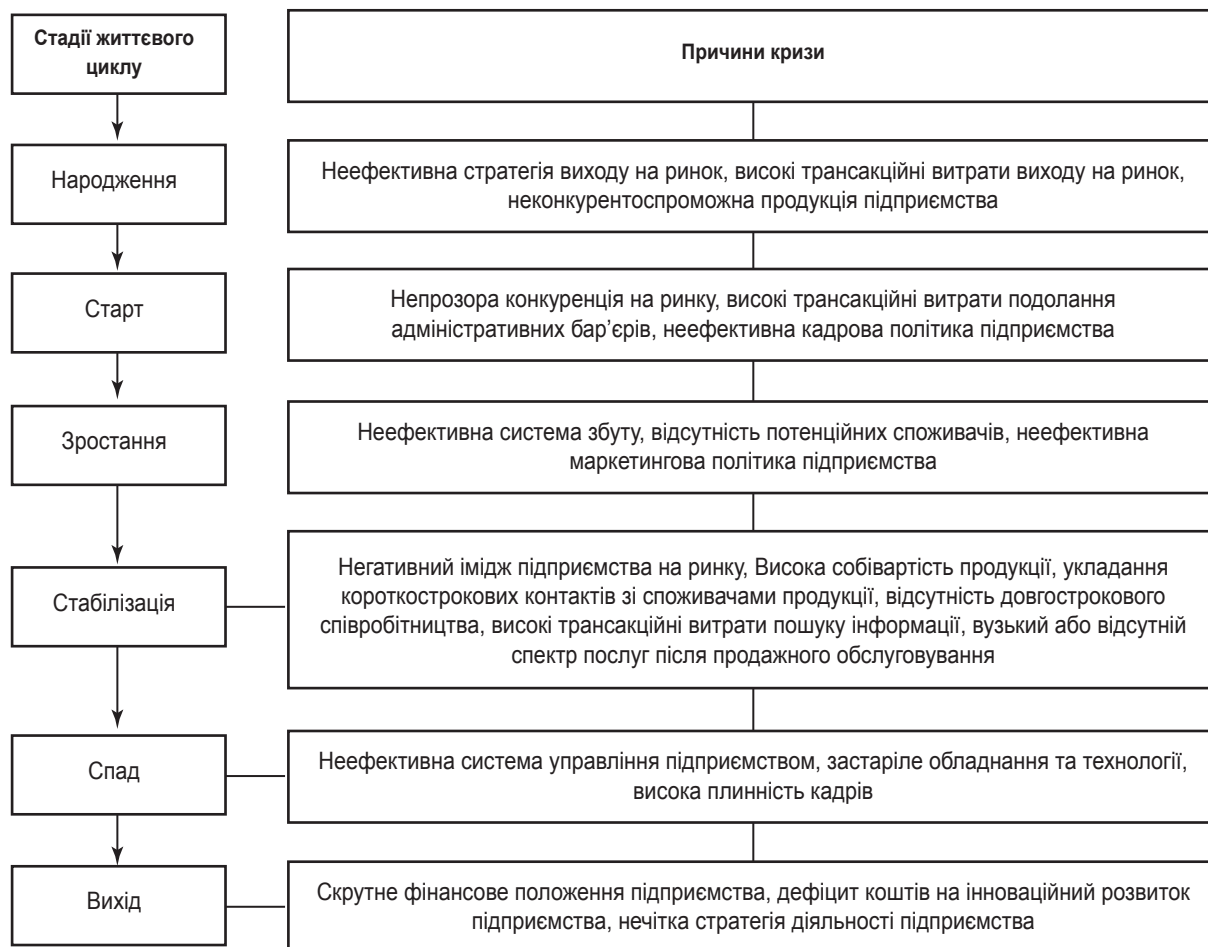 Стадії життєвого
циклу
Причини кризи
Народження
Неефективна стратегія виходу на ринок, високі трансакційні витрати виходу на ринок,
неконкурентоспроможна продукція підприємства
Старт
Непрозора конкуренція на ринку, високі трансакційні витрати подолання
адміністративних бар’єрів, неефективна кадрова політика підприємства
Зростання
Неефективна система збуту, відсутність потенційних споживачів, неефективна
маркетингова політика підприємства
Стабілізація
Негативний імідж підприємства на ринку, Висока собівартість продукції, укладання
короткострокових контактів зі споживачами продукції, відсутність довгострокового
співробітництва, високі трансакційні витрати пошуку інформації, вузький або відсутній
спектр послуг після продажного обслуговування
Спад
Неефективна система управління підприємством, застаріле обладнання та технології,
висока плинність кадрів
Вихід
Скрутне фінансове положення підприємства, дефіцит коштів на інноваційний розвиток
підприємства, нечітка стратегія діяльності підприємства